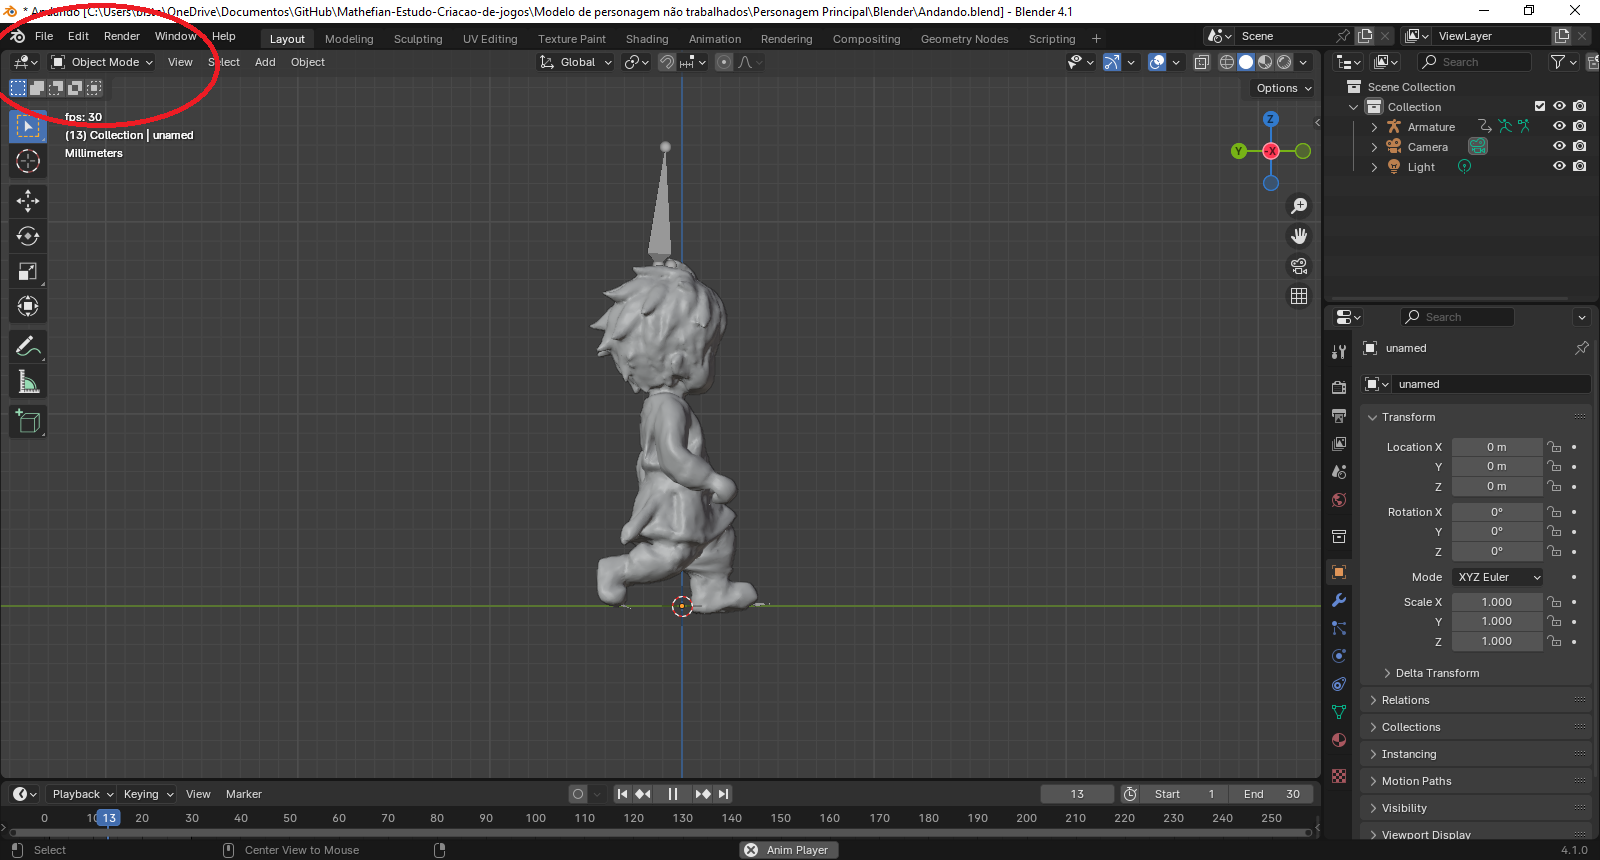 * Andando [C:\Users\bisto\OneDrive\Documentos\GitHub\Mathefian-Estudo-Criacao-de-jogos\Modelo de personagem não trabalhados\Personagem Principal\Blender\Andando.blend] - Blender 4.1
File Edit Render Window Help Layout Modeling Sculpting UV Editing Texture Paint Shading Animation Rendering Compositing Geometry Nodes Scripting + Scene ViewLayer
Object Mode View Select Add Object Global Search
Options
fps: 30
(13) Collection | unamed
Millimeters
Z
Y
-X
Scene Collection
Collection
Armature
Camera
Light
Search
unamed
unamed
Transform
Location X 0 m
Y 0 m
Z 0 m
Rotation X 0°
Y 0°
Z 0°
Mode XYZ Euler
Scale X 1.000
Y 1.000
Z 1.000
Delta Transform
Relations
Collections
Instancing
Motion Paths
Visibility
Viewport Display
Playback Keying View Marker 13 Start 1 End 30
0 10 13 20 30 40 50 60 70 80 90 100 110 120 130 140 150 160 170 180 190 200 210 220 230 240 250
Select Center View to Mouse Anim Player 4.1.0